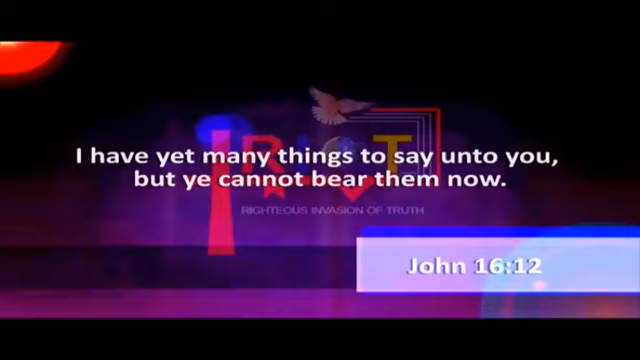 I have yet many things to say unto you,
but ye cannot bear them now.
RIOT
RIGHTEOUS INVASION OF TRUTH
John 16:12